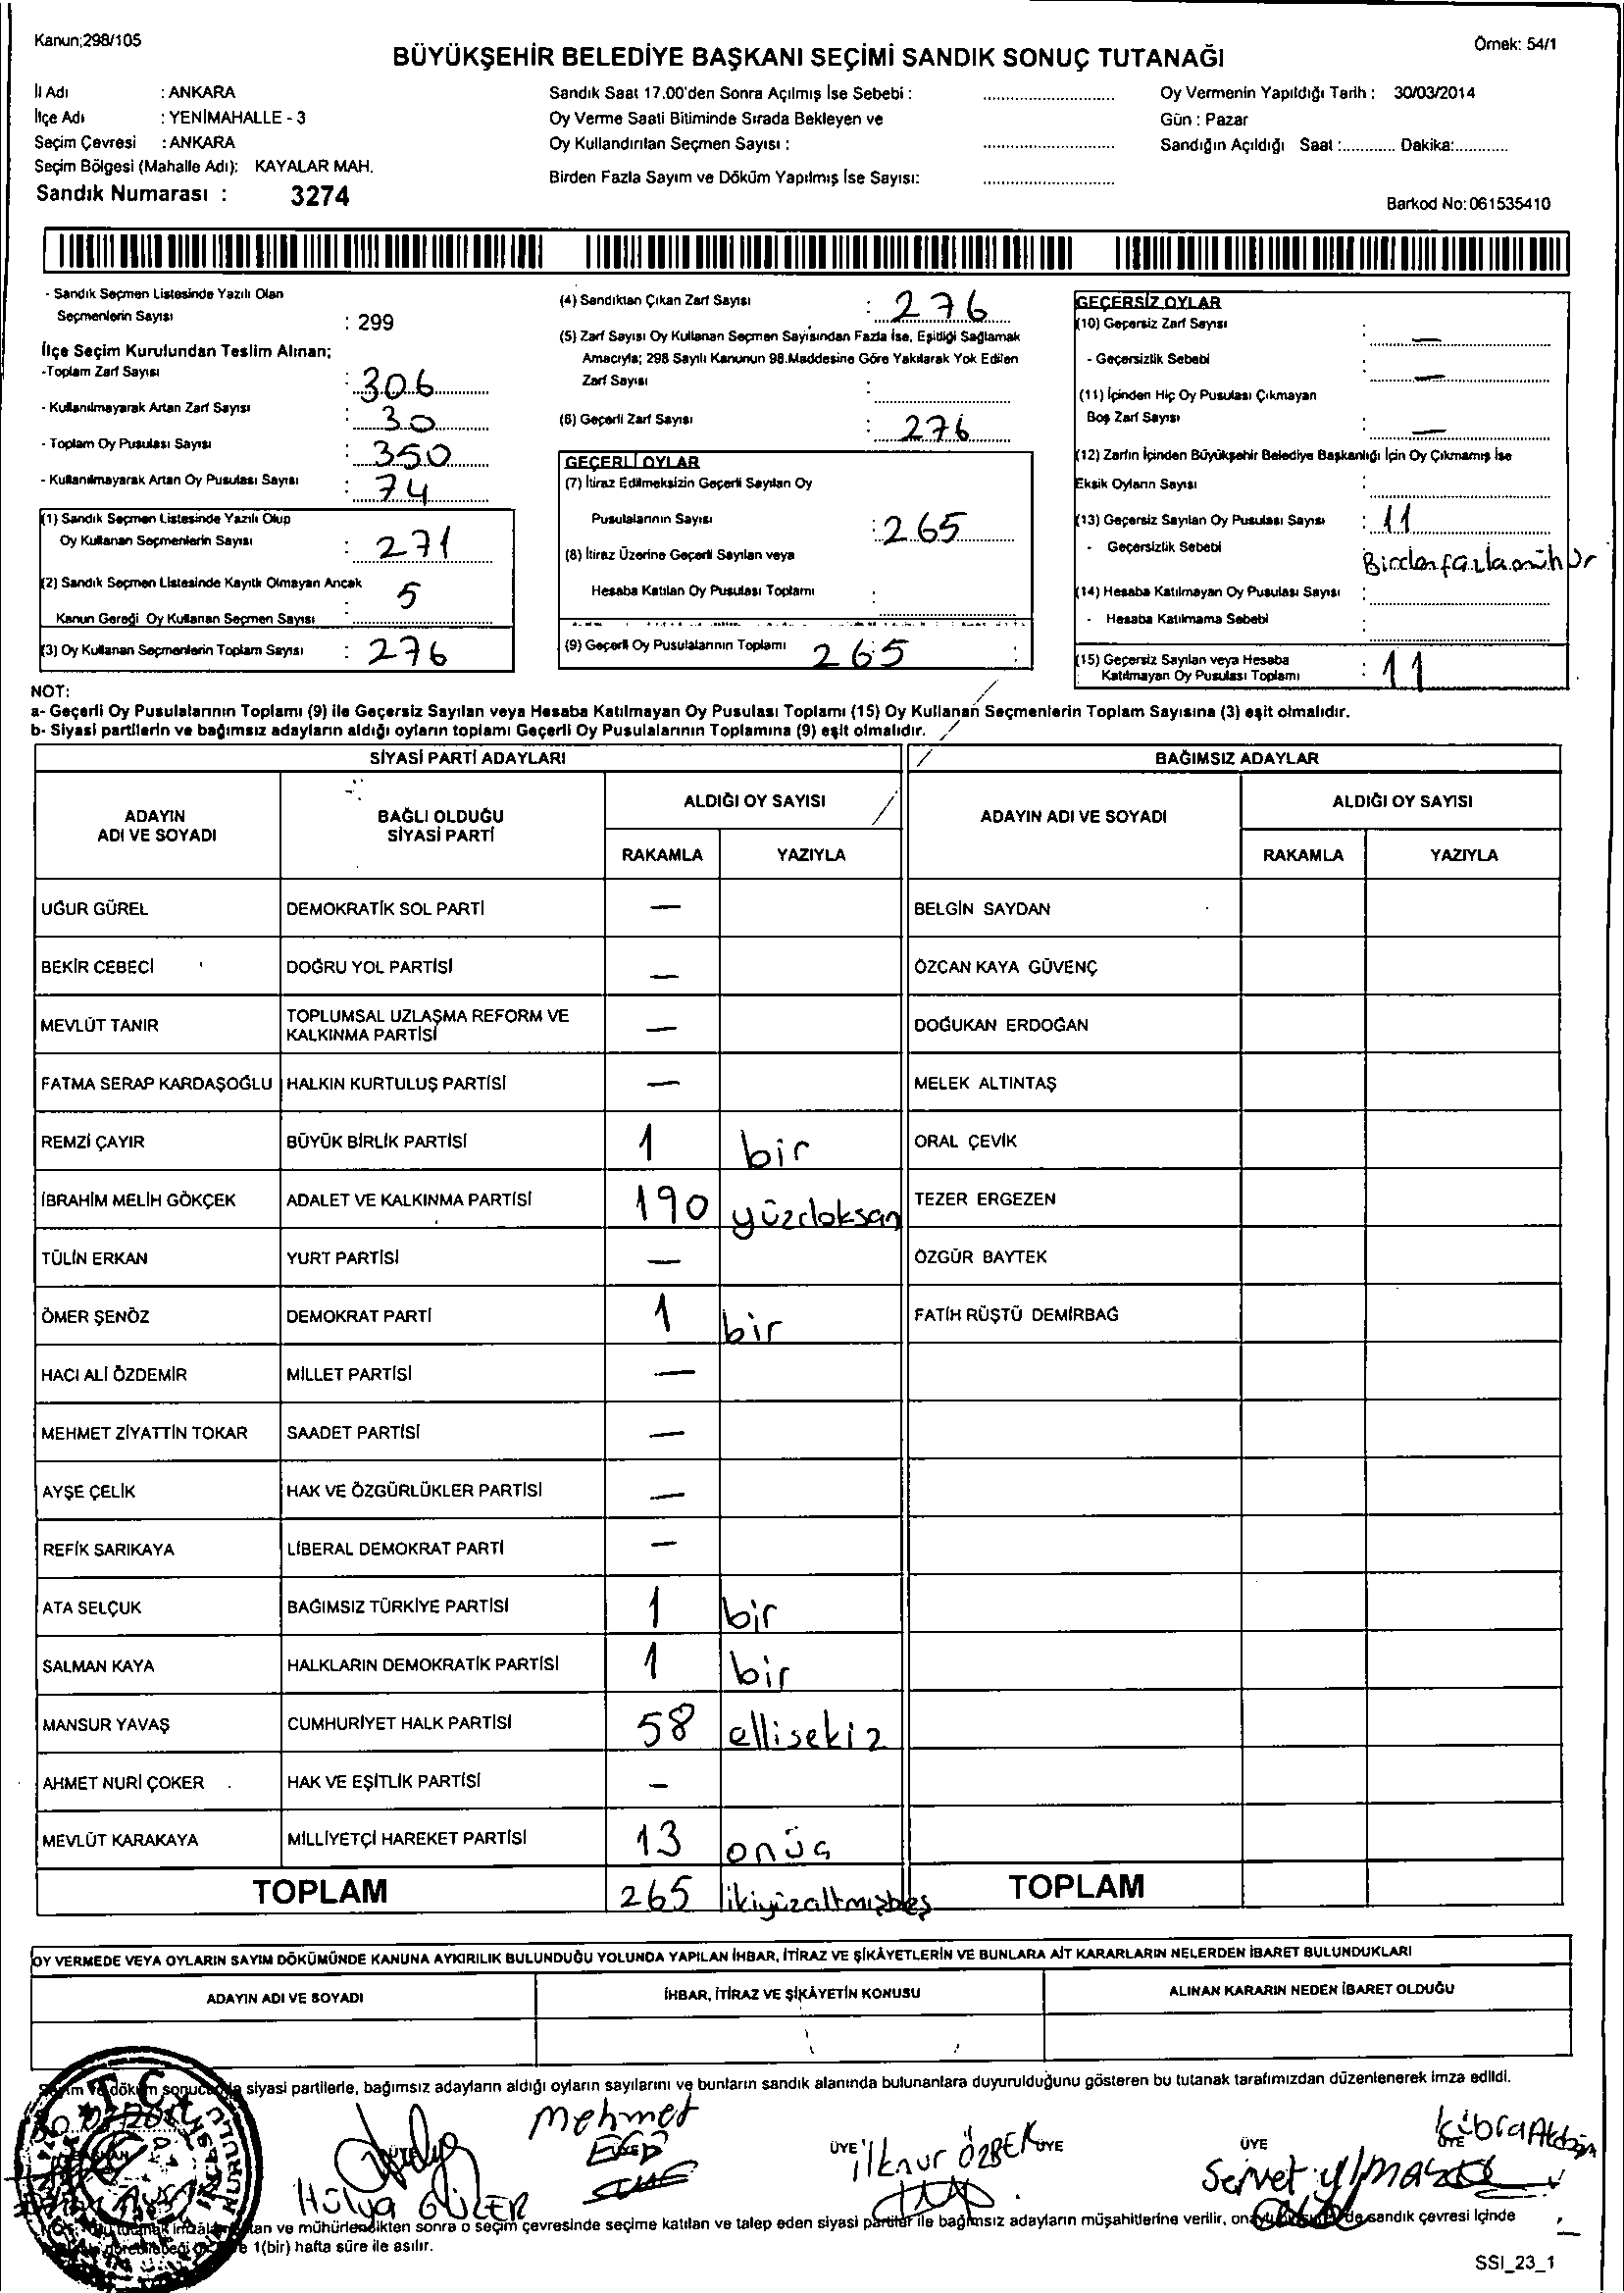 Kanun;298/105
Örnek: 54/1
BÜYÜKŞEHİR BELEDİYE BAŞKANI SEÇİMİ SANDIK SONUÇ TUTANAĞI
İl Adı : ANKARA
İlçe Adı : YENİMAHALLE - 3
Seçim Çevresi : ANKARA
Seçim Bölgesi (Mahalle Adı): KAYALAR MAH.
Sandık Numarası : 3274
Sandık Saat 17.00'den Sonra Açılmış İse Sebebi :
Oy Verme Saati Bitiminde Sırada Bekleyen ve
Oy Kullandırılan Seçmen Sayısı :
Birden Fazla Sayım ve Döküm Yapılmış İse Sayısı:
Oy Vermenin Yapıldığı Tarih : 30/03/2014
Gün : Pazar
Sandığın Açıldığı Saat :............ Dakika:............
Barkod No:061535410
- Sandık Seçmen Listesinde Yazılı Olan
Seçmenlerin Sayısı : 299
İlçe Seçim Kurulundan Teslim Alınan;
-Toplam Zarf Sayısı : 306
- Kullanılmayarak Artan Zarf Sayısı : 30
- Toplam Oy Pusulası Sayısı : 350
- Kullanılmayarak Artan Oy Pusulası Sayısı : 74
(1) Sandık Seçmen Listesinde Yazılı Olup
Oy Kullanan Seçmenlerin Sayısı : 271
(2) Sandık Seçmen Listesinde Kayıtlı Olmayan Ancak
Kanun Gereği Oy Kullanan Seçmen Sayısı : 5
(3) Oy Kullanan Seçmenlerin Toplam Sayısı : 276
(4) Sandıktan Çıkan Zarf Sayısı : 276
(5) Zarf Sayısı Oy Kullanan Seçmen Sayısından Fazla İse, Eşitliği Sağlamak
Amacıyla; 298 Sayılı Kanunun 98.Maddesine Göre Yakılarak Yok Edilen
Zarf Sayısı :
(6) Geçerli Zarf Sayısı : 276
GEÇERLİ OYLAR
(7) İtiraz Edilmeksizin Geçerli Sayılan Oy
Pusulalarının Sayısı : 265
(8) İtiraz Üzerine Geçerli Sayılan veya
Hesaba Katılan Oy Pusulası Toplamı :
(9) Geçerli Oy Pusulalarının Toplamı 265 :
GEÇERSİZ OYLAR
(10) Geçersiz Zarf Sayısı : —
- Geçersizlik Sebebi : —
(11) İçinden Hiç Oy Pusulası Çıkmayan
Boş Zarf Sayısı : —
(12) Zarfın İçinden Büyükşehir Belediye Başkanlığı İçin Oy Çıkmamış İse
Eksik Oyların Sayısı :
(13) Geçersiz Sayılan Oy Pusulası Sayısı : 11
- Geçersizlik Sebebi Birden fazla mühür
(14) Hesaba Katılmayan Oy Pusulası Sayısı :
- Hesaba Katılmama Sebebi :
(15) Geçersiz Sayılan veya Hesaba
Katılmayan Oy Pusulası Toplamı : 11
NOT:
a- Geçerli Oy Pusulalarının Toplamı (9) ile Geçersiz Sayılan veya Hesaba Katılmayan Oy Pusulası Toplamı (15) Oy Kullanan Seçmenlerin Toplam Sayısına (3) eşit olmalıdır.
b- Siyasi partilerin ve bağımsız adayların aldığı oyların toplamı Geçerli Oy Pusulalarının Toplamına (9) eşit olmalıdır.
SİYASİ PARTİ ADAYLARI BAĞIMSIZ ADAYLAR
ADAYIN
ADI VE SOYADI
BAĞLI OLDUĞU
SİYASİ PARTİ
ALDIĞI OY SAYISI
RAKAMLA YAZIYLA
ADAYIN ADI VE SOYADI
ALDIĞI OY SAYISI
RAKAMLA YAZIYLA
UĞUR GÜREL DEMOKRATİK SOL PARTİ — BELGİN SAYDAN
BEKİR CEBECİ DOĞRU YOL PARTİSİ — ÖZCAN KAYA GÜVENÇ
MEVLÜT TANIR TOPLUMSAL UZLAŞMA REFORM VE
KALKINMA PARTİSİ — DOĞUKAN ERDOĞAN
FATMA SERAP KARDAŞOĞLU HALKIN KURTULUŞ PARTİSİ — MELEK ALTINTAŞ
REMZİ ÇAYIR BÜYÜK BİRLİK PARTİSİ 1 bir ORAL ÇEVİK
İBRAHİM MELİH GÖKÇEK ADALET VE KALKINMA PARTİSİ 190 yüzdoksan TEZER ERGEZEN
TÜLİN ERKAN YURT PARTİSİ — ÖZGÜR BAYTEK
ÖMER ŞENÖZ DEMOKRAT PARTİ 1 bir FATİH RÜŞTÜ DEMİRBAĞ
HACI ALİ ÖZDEMİR MİLLET PARTİSİ —
MEHMET ZİYATTİN TOKAR SAADET PARTİSİ —
AYŞE ÇELİK HAK VE ÖZGÜRLÜKLER PARTİSİ —
REFİK SARIKAYA LİBERAL DEMOKRAT PARTİ —
ATA SELÇUK BAĞIMSIZ TÜRKİYE PARTİSİ 1 bir
SALMAN KAYA HALKLARIN DEMOKRATİK PARTİSİ 1 bir
MANSUR YAVAŞ CUMHURİYET HALK PARTİSİ 58 ellisekiz
AHMET NURİ ÇOKER HAK VE EŞİTLİK PARTİSİ —
MEVLÜT KARAKAYA MİLLİYETÇİ HAREKET PARTİSİ 13 onüç
TOPLAM 265 ikiyüzaltmışbeş TOPLAM
OY VERMEDE VEYA OYLARIN SAYIM DÖKÜMÜNDE KANUNA AYKIRILIK BULUNDUĞU YOLUNDA YAPILAN İHBAR, İTİRAZ VE ŞİKÂYETLERİN VE BUNLARA AİT KARARLARIN NELERDEN İBARET BULUNDUKLARI
ADAYIN ADI VE SOYADI İHBAR, İTİRAZ VE ŞİKÂYETİN KONUSU ALINAN KARARIN NEDEN İBARET OLDUĞU
siyasi partilerle, bağımsız adayların aldığı oyların sayılarını ve bunların sandık alanında bulunanlara duyurulduğunu gösteren bu tutanak tarafımızdan düzenlenerek imza edildi.
T.C.
Mehmet
ÜYE ÜYE ÜYE ÜYE
İlknur ÖZBEK
Kübra
Servet Yılmaz
Hülya GÜZER
ve mühürlendikten sonra o seçim çevresinde seçime katılan ve talep eden siyasi partiler ile bağımsız adayların müşahitlerine verilir, sandık çevresi içinde
1(bir) hafta süre ile asılır.
SSI_23_1